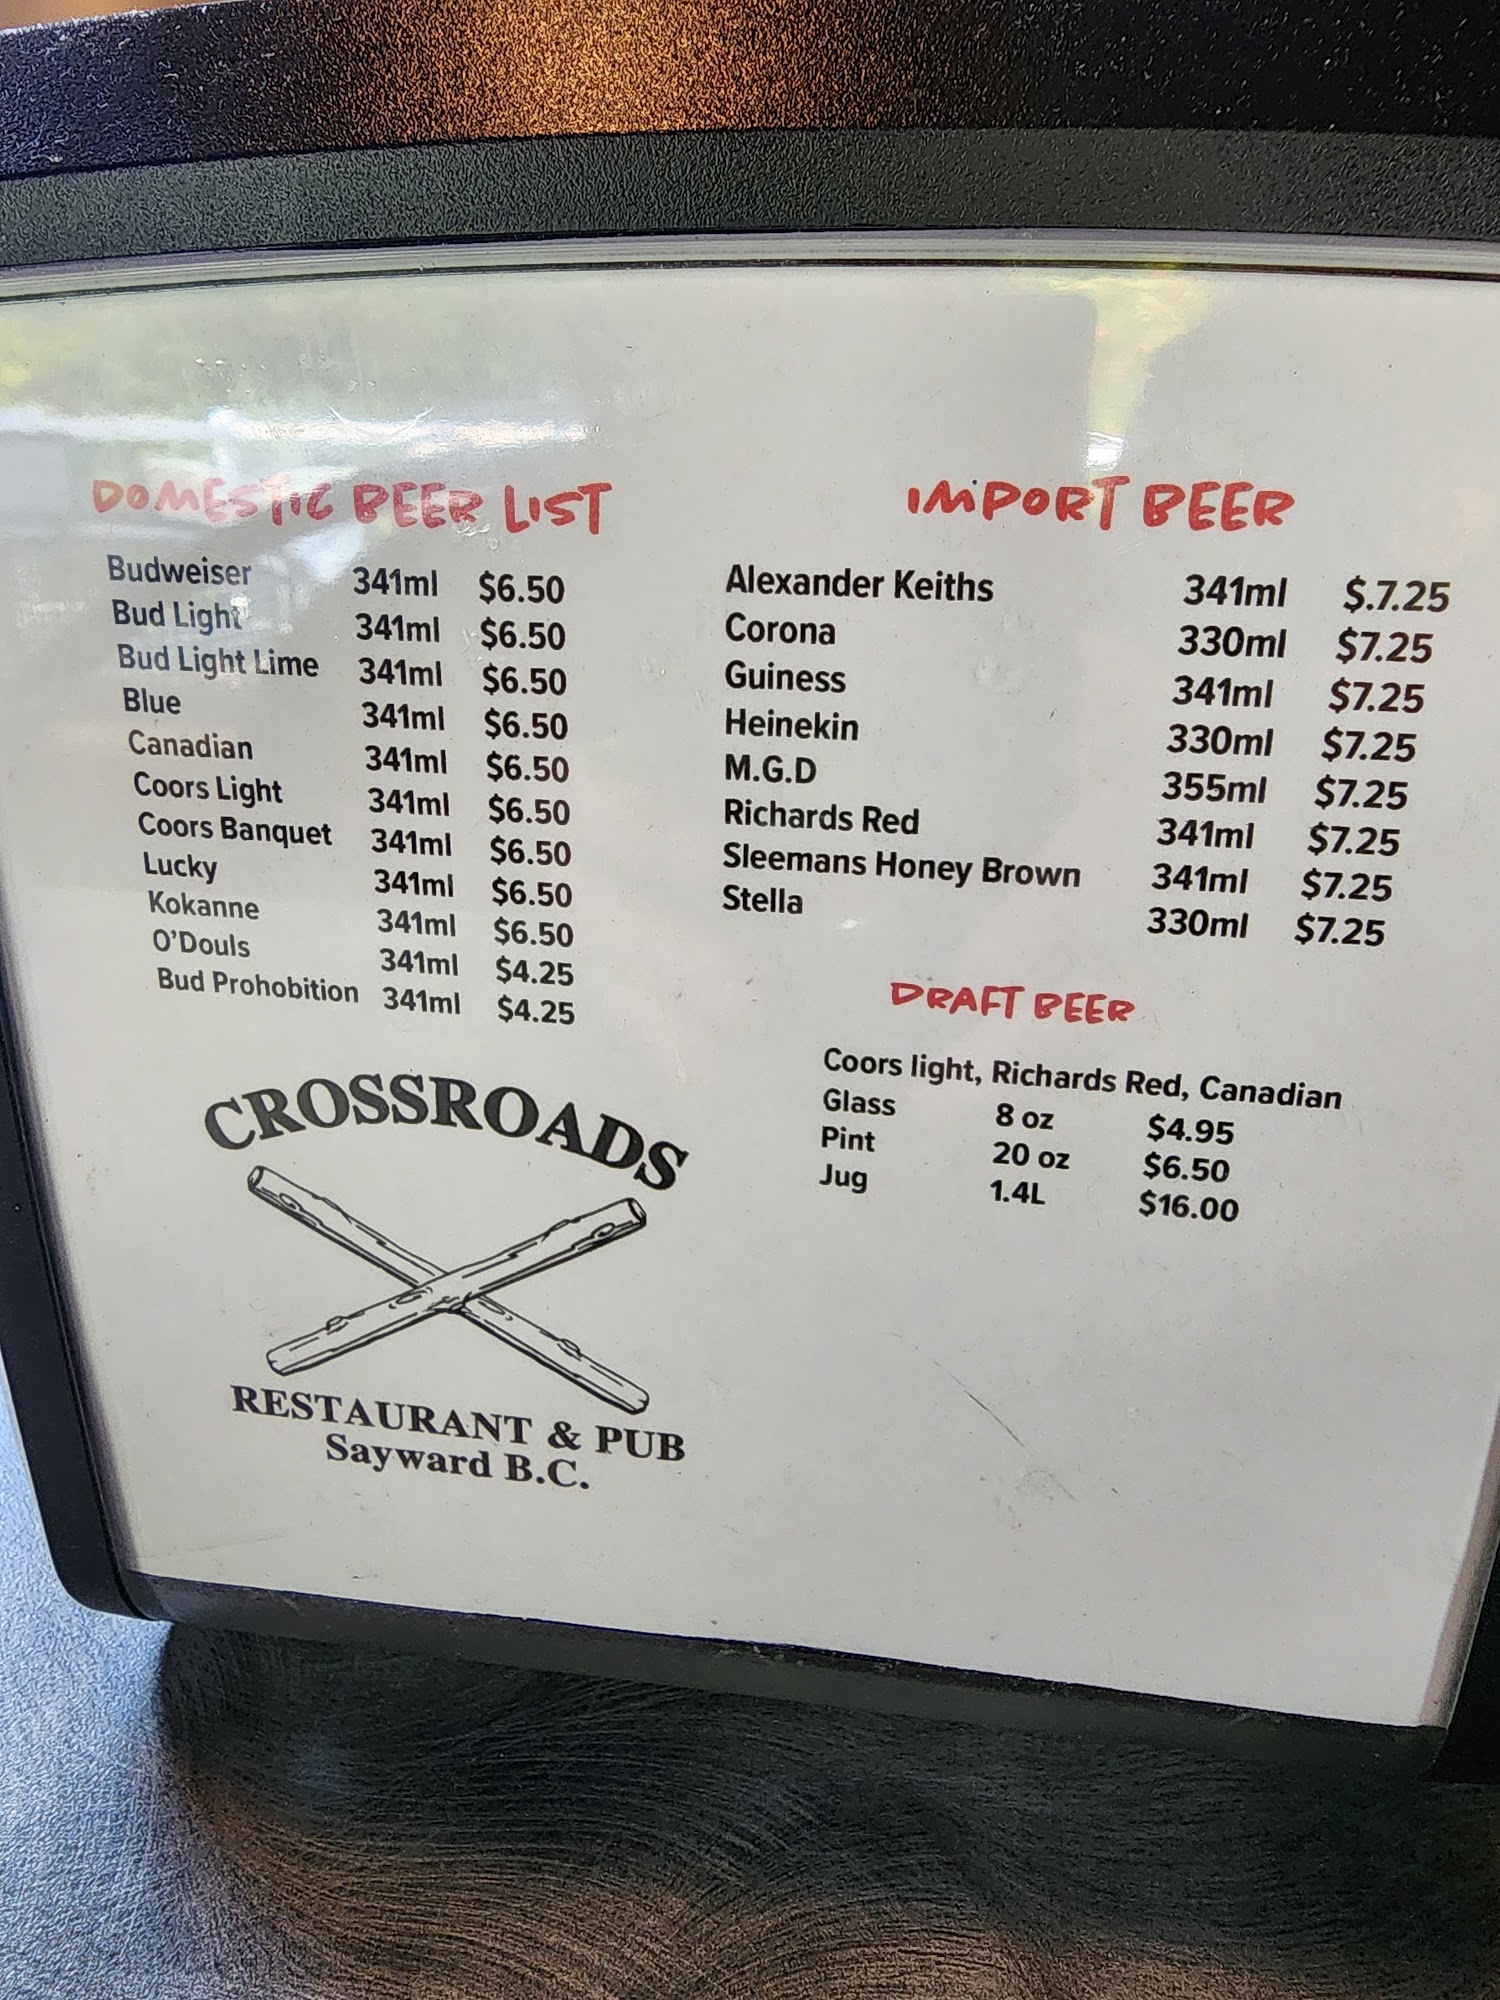 DOMESTIC BEER LIST
Budweiser 341ml $6.50
Bud Light 341ml $6.50
Bud Light Lime 341ml $6.50
Blue 341ml $6.50
Canadian 341ml $6.50
Coors Light 341ml $6.50
Coors Banquet 341ml $6.50
Lucky 341ml $6.50
Kokanne 341ml $6.50
O'Douls 341ml $4.25
Bud Prohobition 341ml $4.25
IMPORT BEER
Alexander Keiths 341ml $.7.25
Corona 330ml $7.25
Guiness 341ml $7.25
Heinekin 330ml $7.25
M.G.D 355ml $7.25
Richards Red 341ml $7.25
Sleemans Honey Brown 341ml $7.25
Stella 330ml $7.25
DRAFT BEER
Coors light, Richards Red, Canadian
Glass 8 oz $4.95
Pint 20 oz $6.50
Jug 1.4L $16.00
CROSSROADS
RESTAURANT & PUB
Sayward B.C.